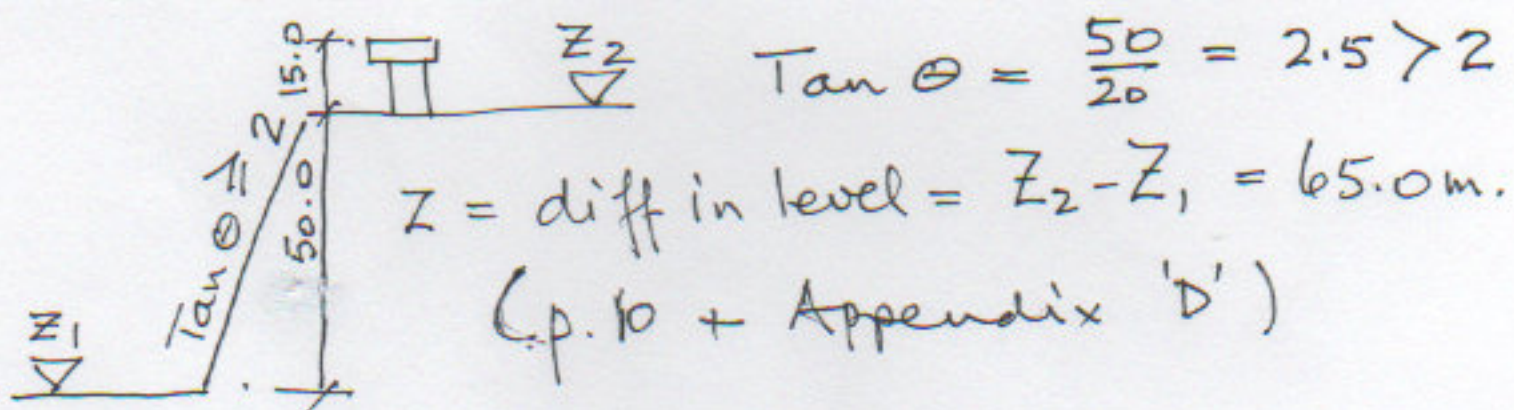 15.0
Z2
Tan ⊖ = 50/20 = 2.5 > 2
Tan ⊖ = 2
50.0
Z = diff in level = Z2 - Z1 = 65.0m.
(p.10 + Appendix 'D')
Z1